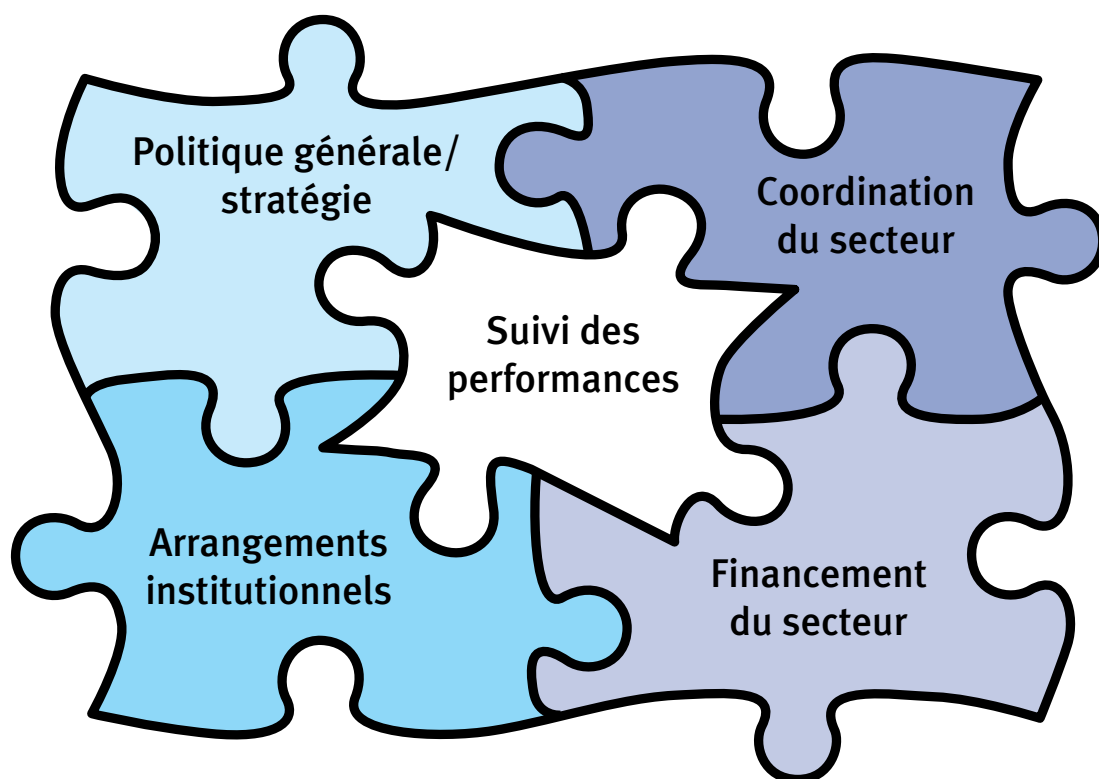 Politique générale/
stratégie
Coordination
du secteur
Suivi des
performances
Arrangements
institutionnels
Financement
du secteur